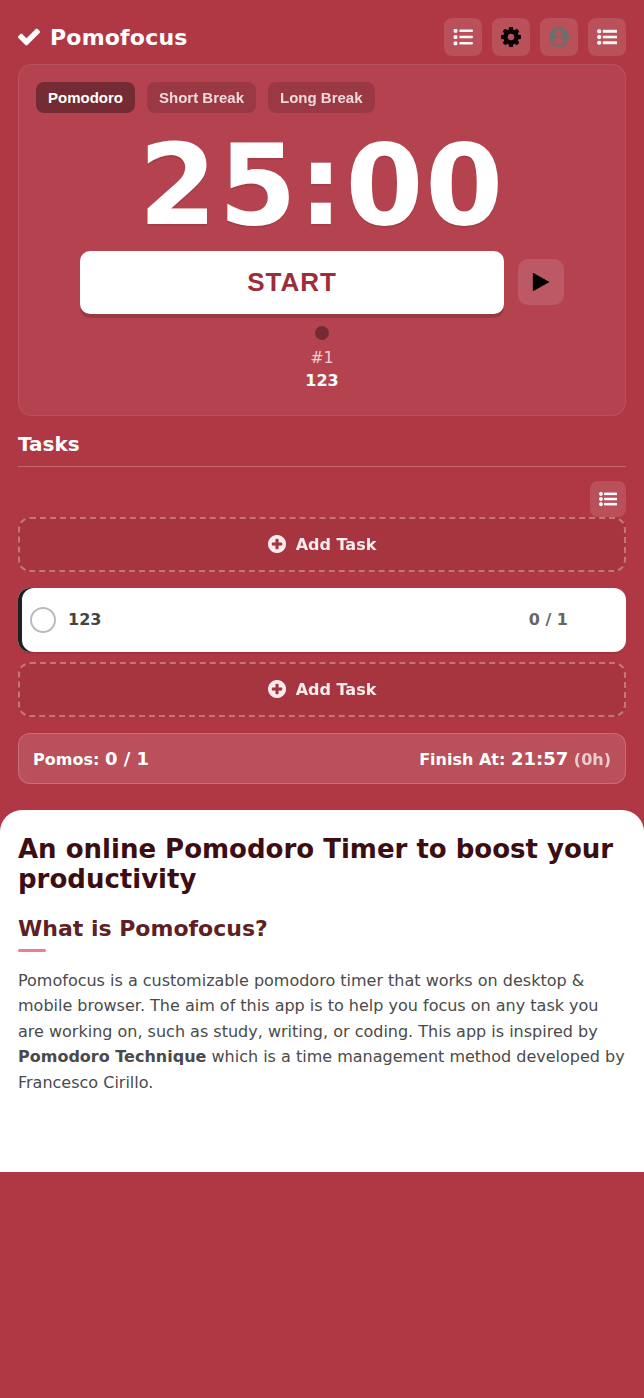 Pomofocus
Pomodoro Short Break Long Break
25:00
START
#1
123
Tasks
Add Task
123 0 / 1
Add Task
Pomos: 0 / 1 Finish At: 21:57 (0h)
An online Pomodoro Timer to boost your
productivity
What is Pomofocus?
Pomofocus is a customizable pomodoro timer that works on desktop &
mobile browser. The aim of this app is to help you focus on any task you
are working on, such as study, writing, or coding. This app is inspired by
Pomodoro Technique which is a time management method developed by
Francesco Cirillo.